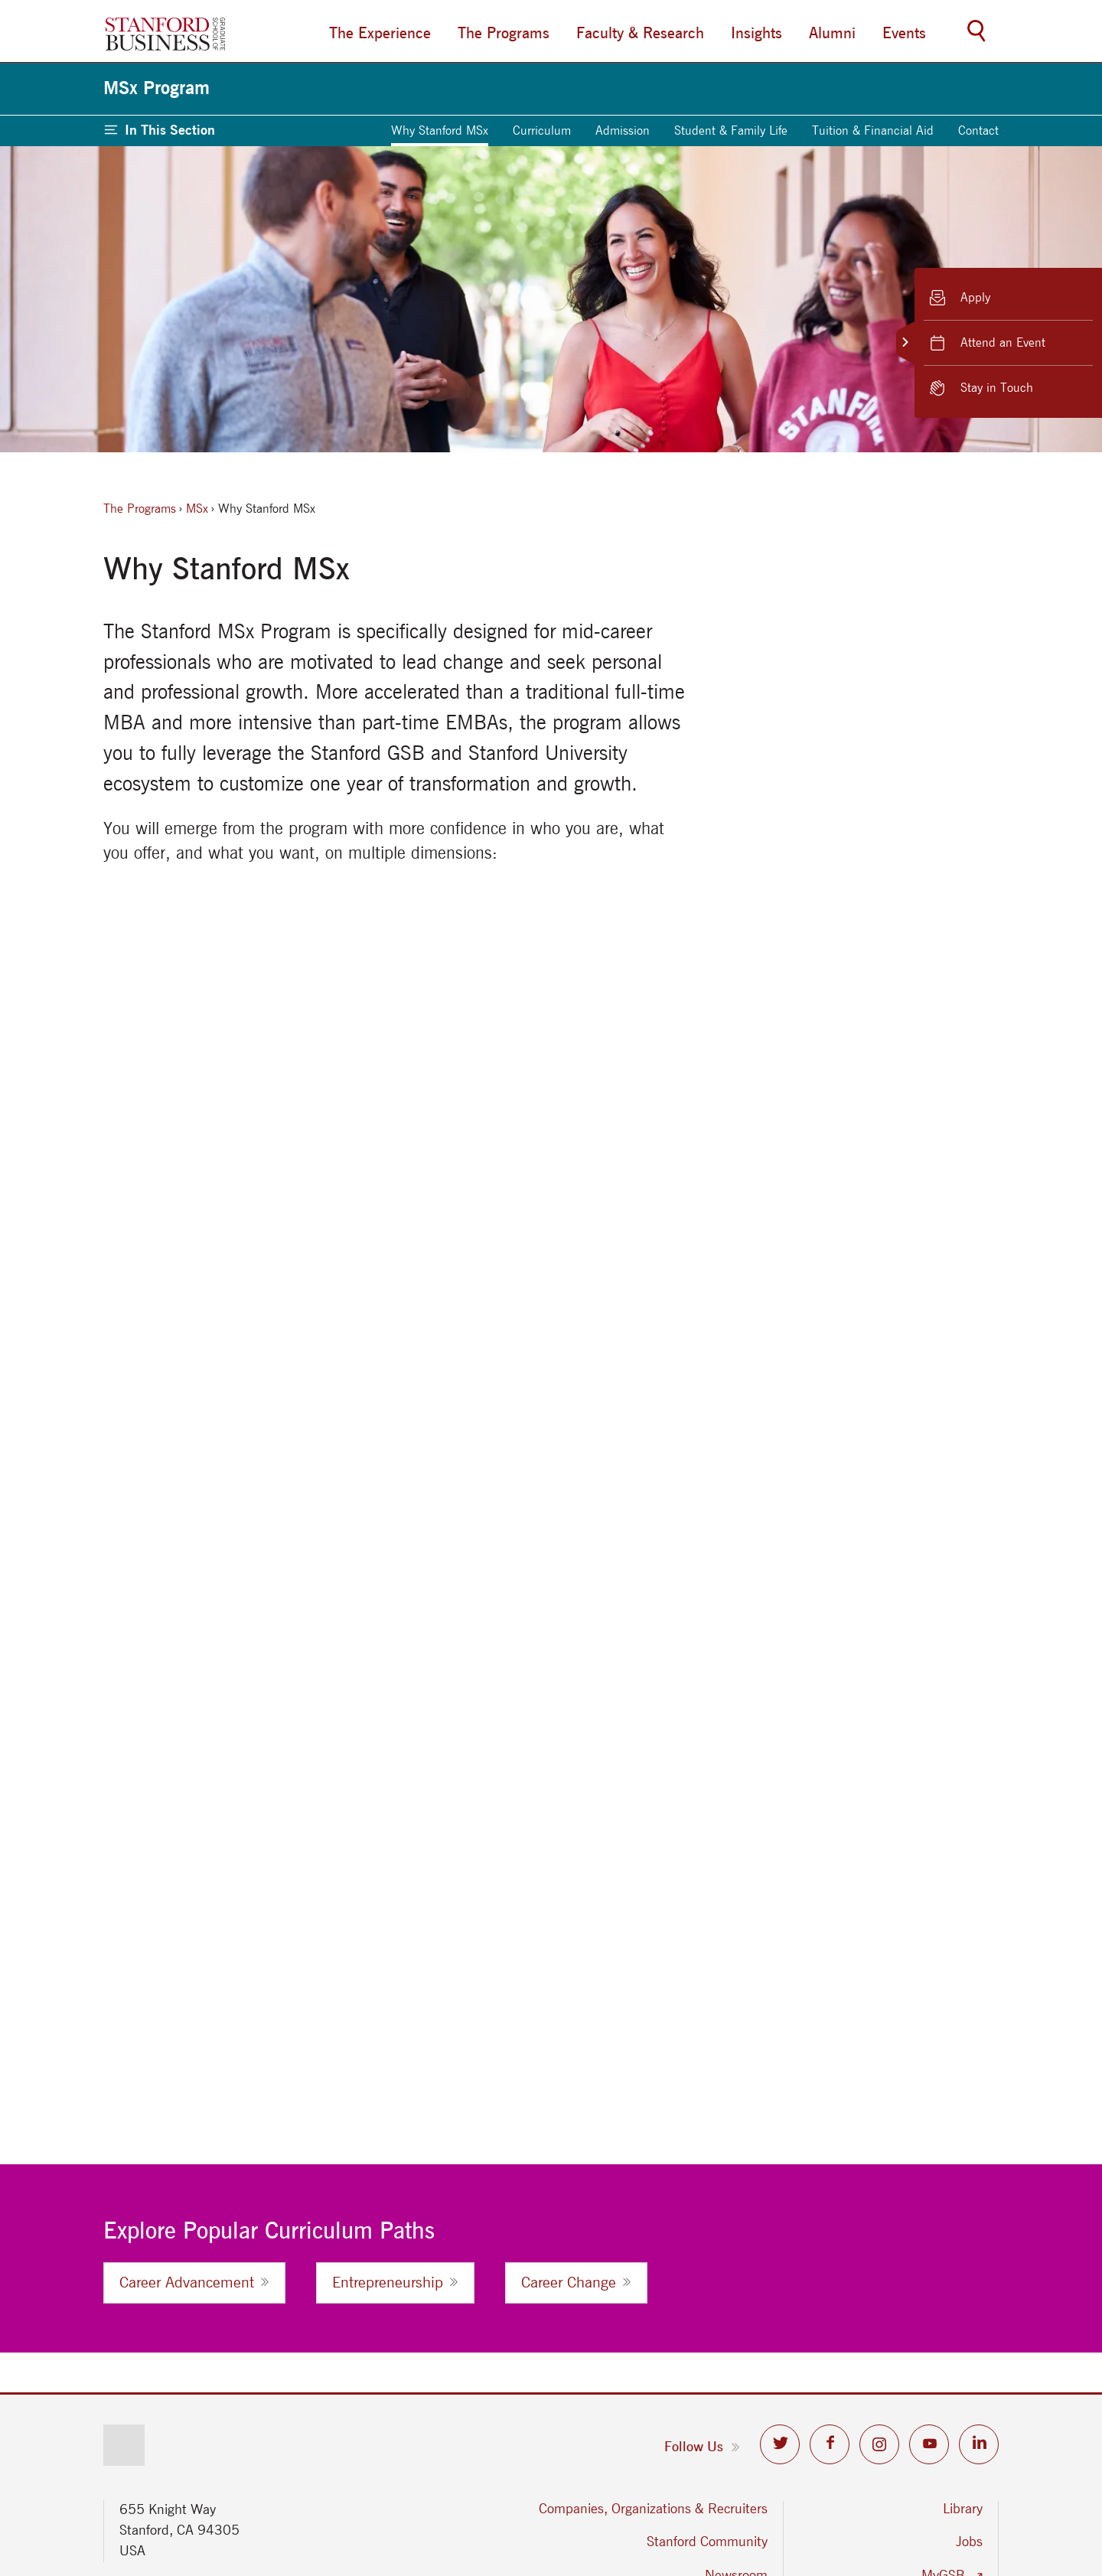 STANFORD
BUSINESS
GRADUATE
SCHOOL OF
The Experience
The Programs
Faculty & Research
Insights
Alumni
Events
MSx Program
In This Section
Why Stanford MSx
Curriculum
Admission
Student & Family Life
Tuition & Financial Aid
Contact
STANFOR
Apply
Attend an Event
Stay in Touch
The Programs › MSx › Why Stanford MSx
Why Stanford MSx
The Stanford MSx Program is specifically designed for mid-career
professionals who are motivated to lead change and seek personal
and professional growth. More accelerated than a traditional full-time
MBA and more intensive than part-time EMBAs, the program allows
you to fully leverage the Stanford GSB and Stanford University
ecosystem to customize one year of transformation and growth.
You will emerge from the program with more confidence in who you are, what
you offer, and what you want, on multiple dimensions:
Explore Popular Curriculum Paths
Career Advancement »
Entrepreneurship »
Career Change »
Follow Us »
655 Knight Way
Stanford, CA 94305
USA
Companies, Organizations & Recruiters
Stanford Community
Newsroom
Library
Jobs
MyGSB